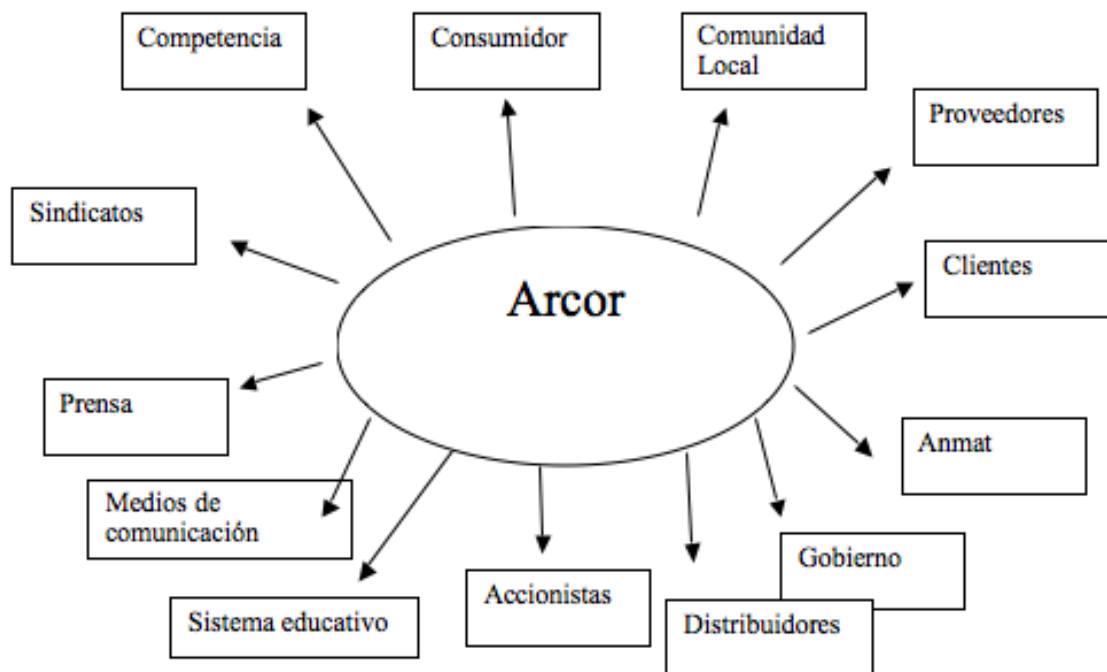 Competencia
Consumidor
Comunidad
Local
Proveedores
Sindicatos
Clientes
Arcor
Prensa
Anmat
Medios de
comunicación
Gobierno
Accionistas
Sistema educativo
Distribuidores